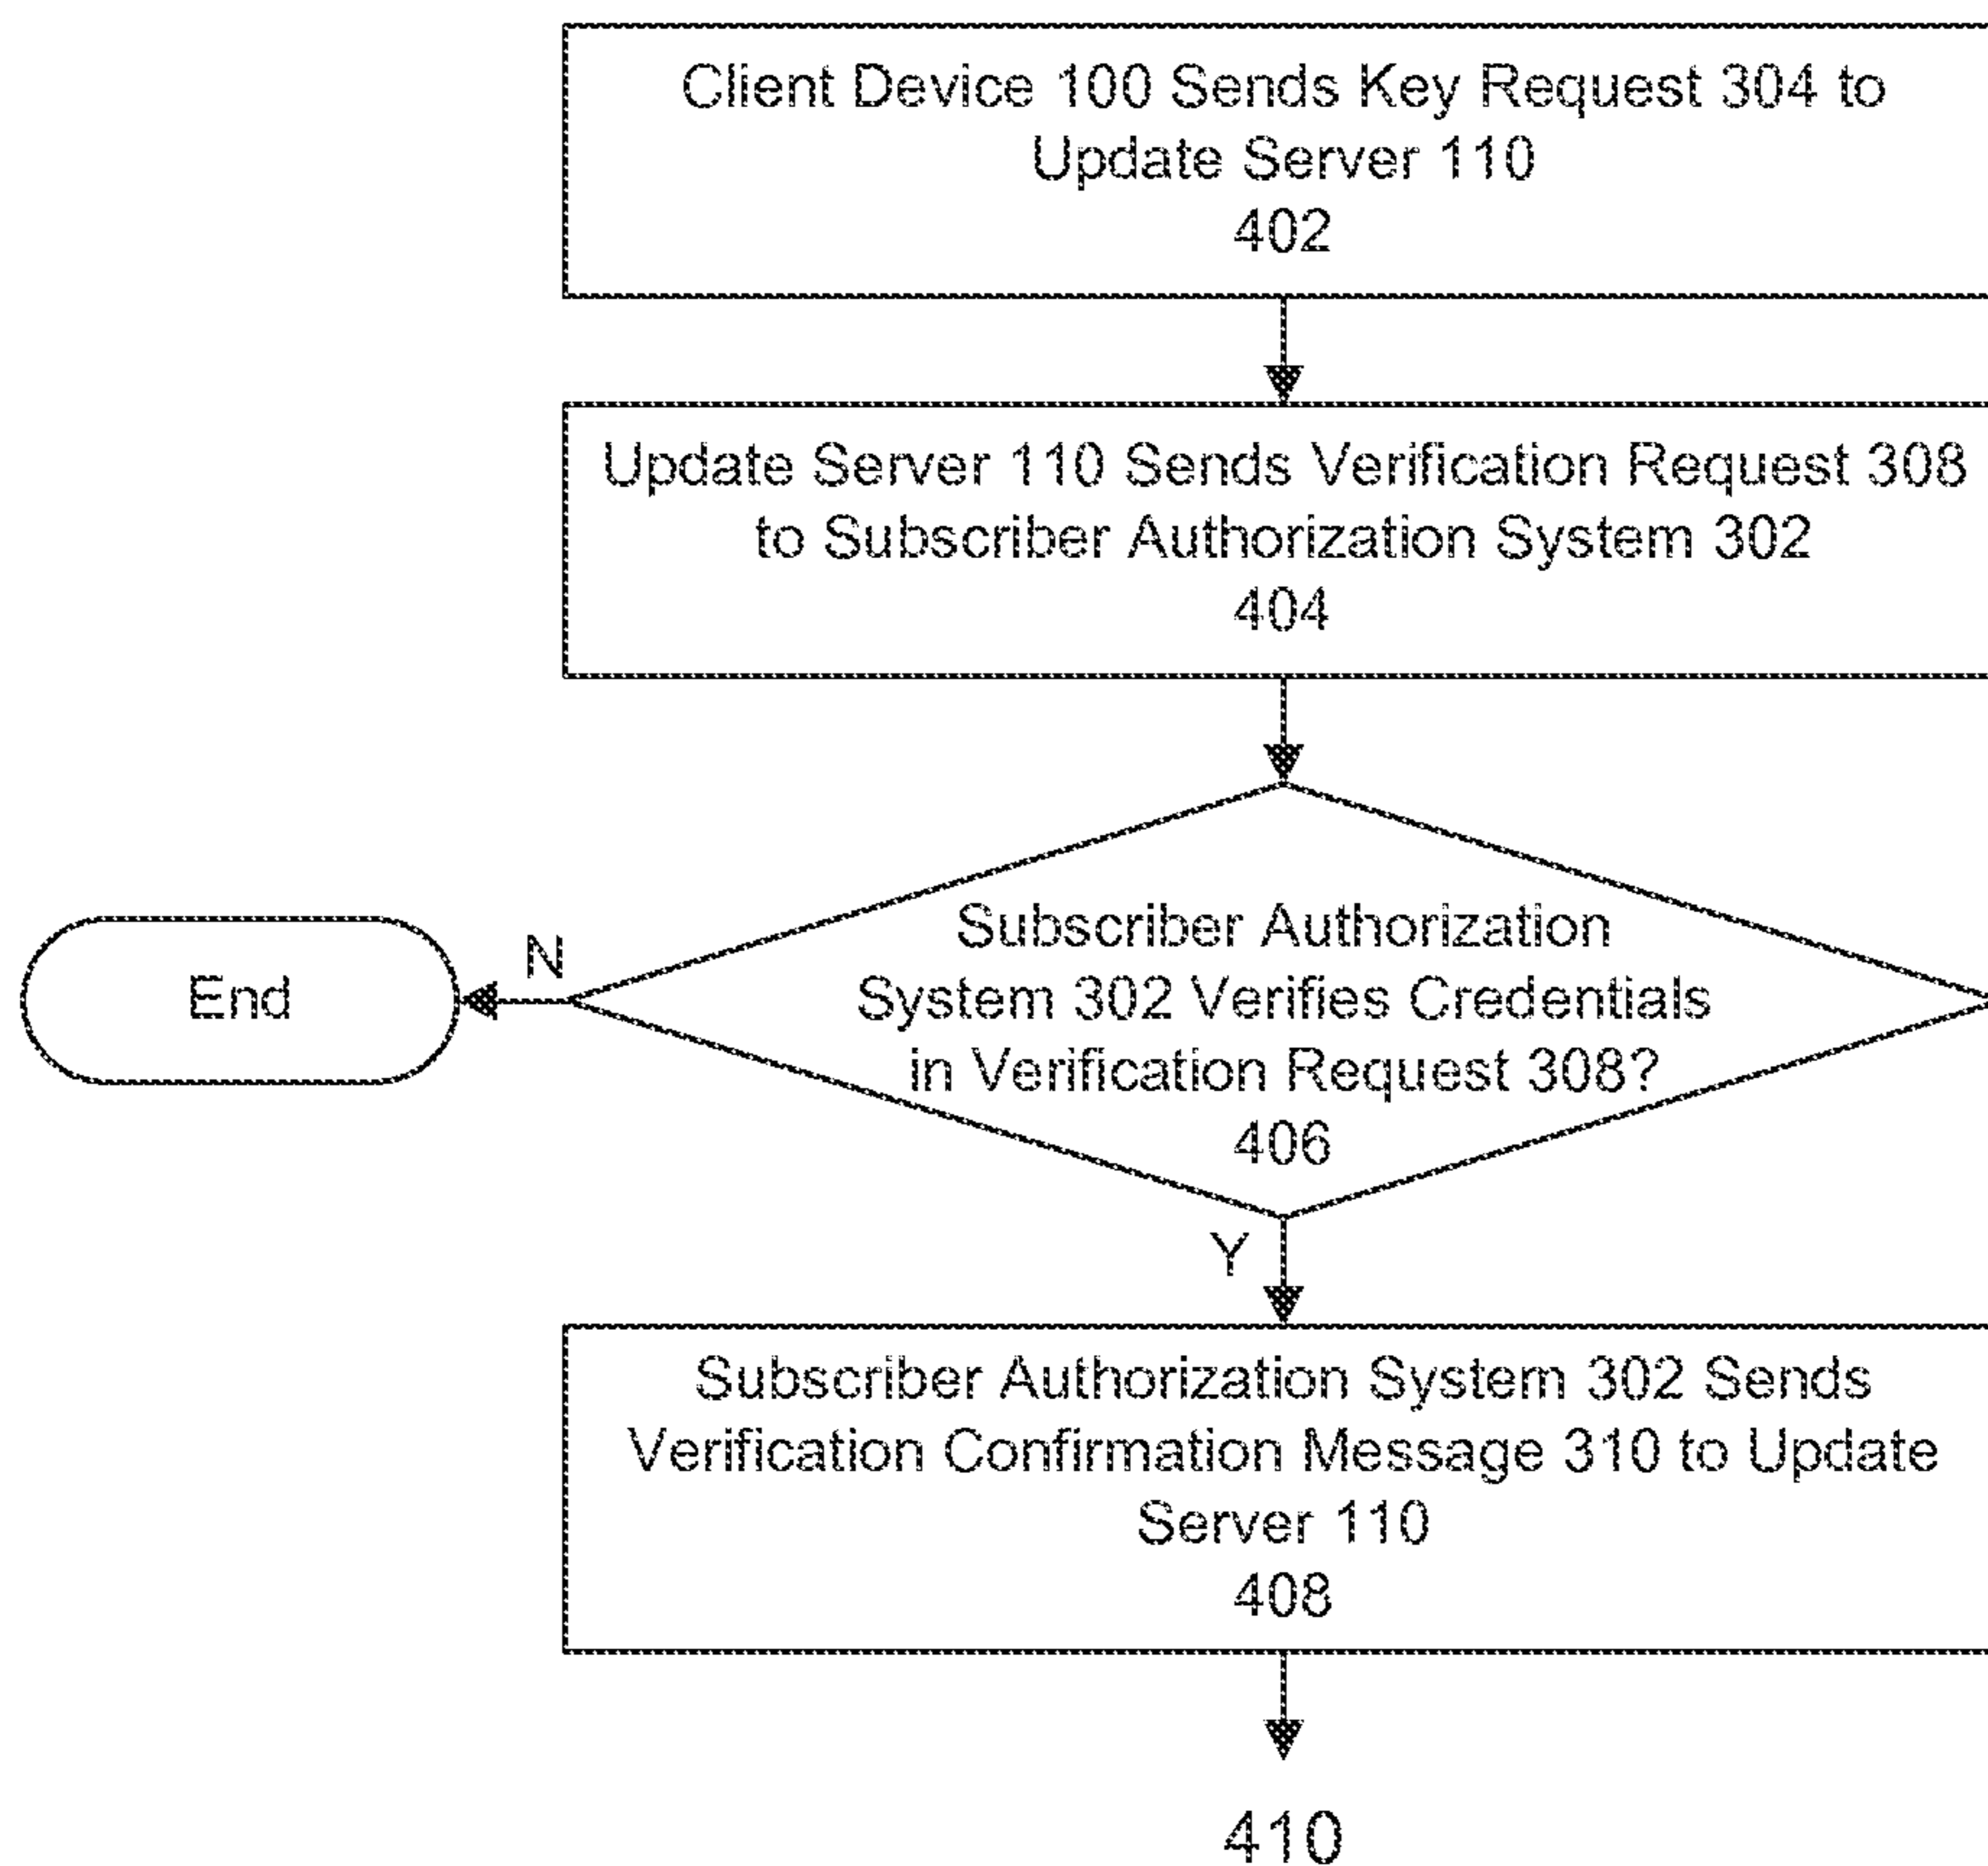 Client Device 100 Sends Key Request 304 to
Update Server 110
402
Update Server 110 Sends Verification Request 308
to Subscriber Authorization System 302
404
Subscriber Authorization
System 302 Verifies Credentials
in Verification Request 308?
406
N
End
Y
Subscriber Authorization System 302 Sends
Verification Confirmation Message 310 to Update
Server 110
408
410